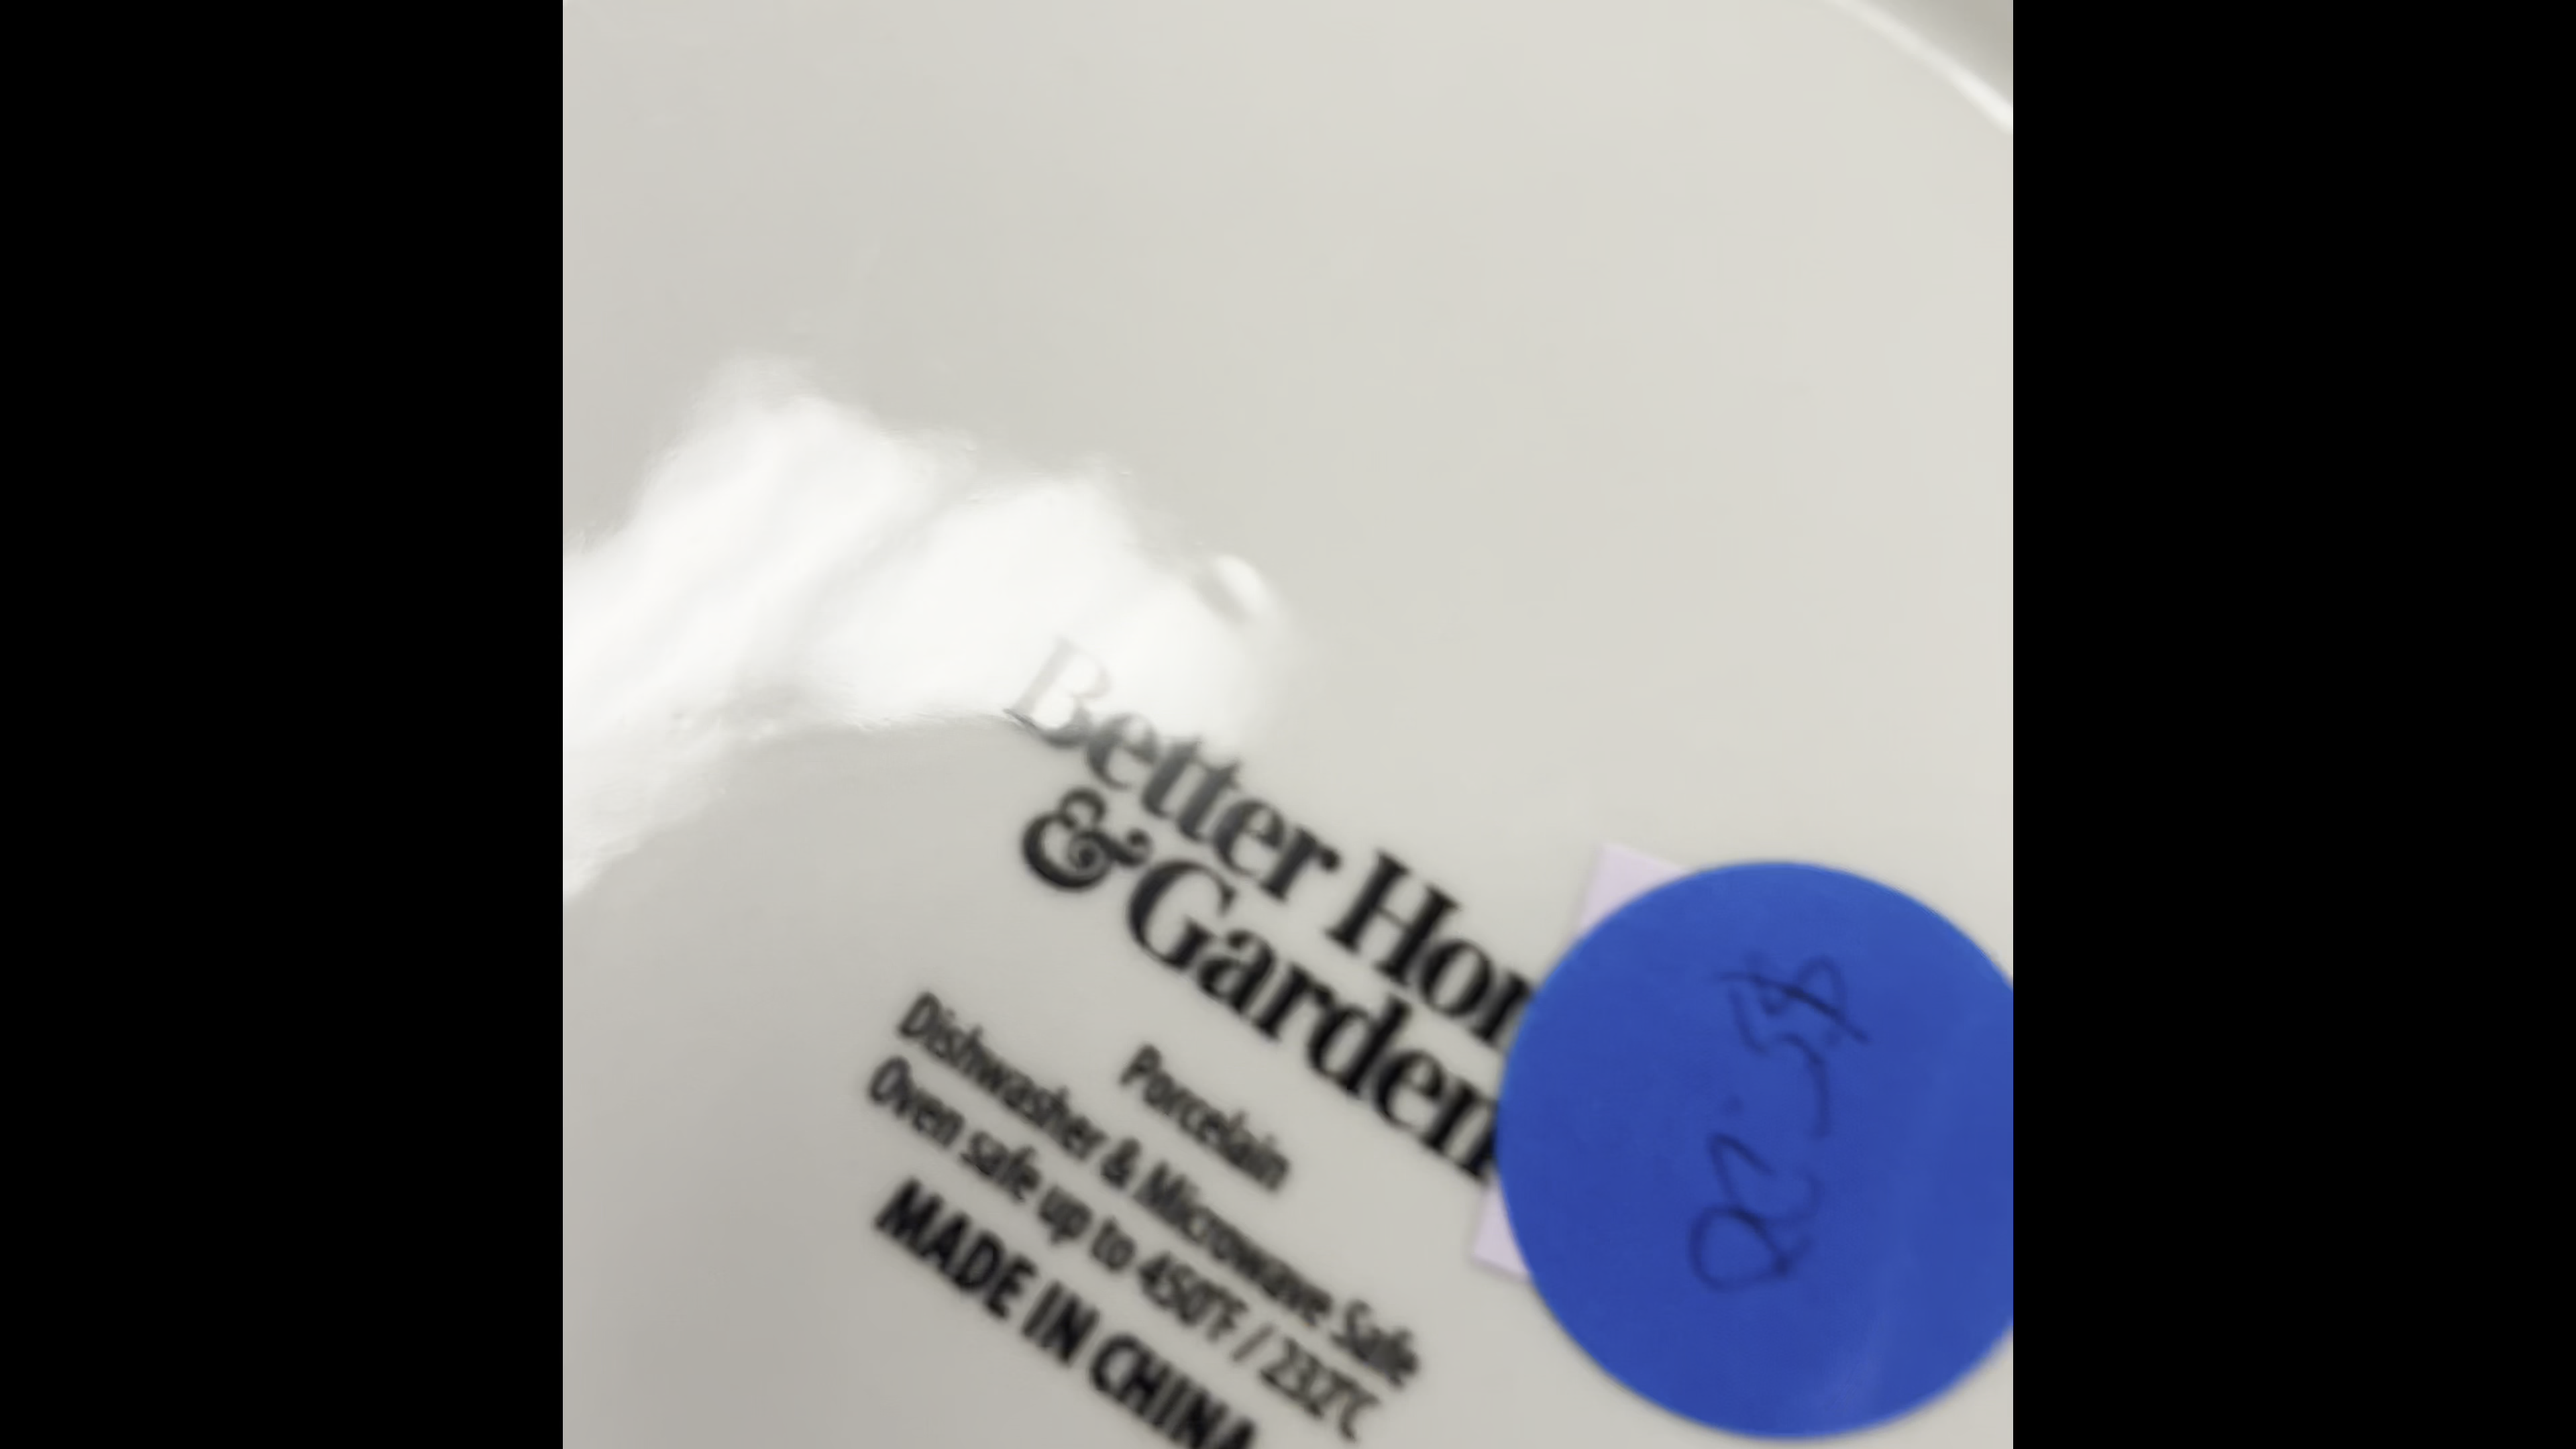 Better Hom
& Garden
Porcelain
Dishwasher & Microwave Safe
Oven safe up to 450°F / 232°C
MADE IN CHINA